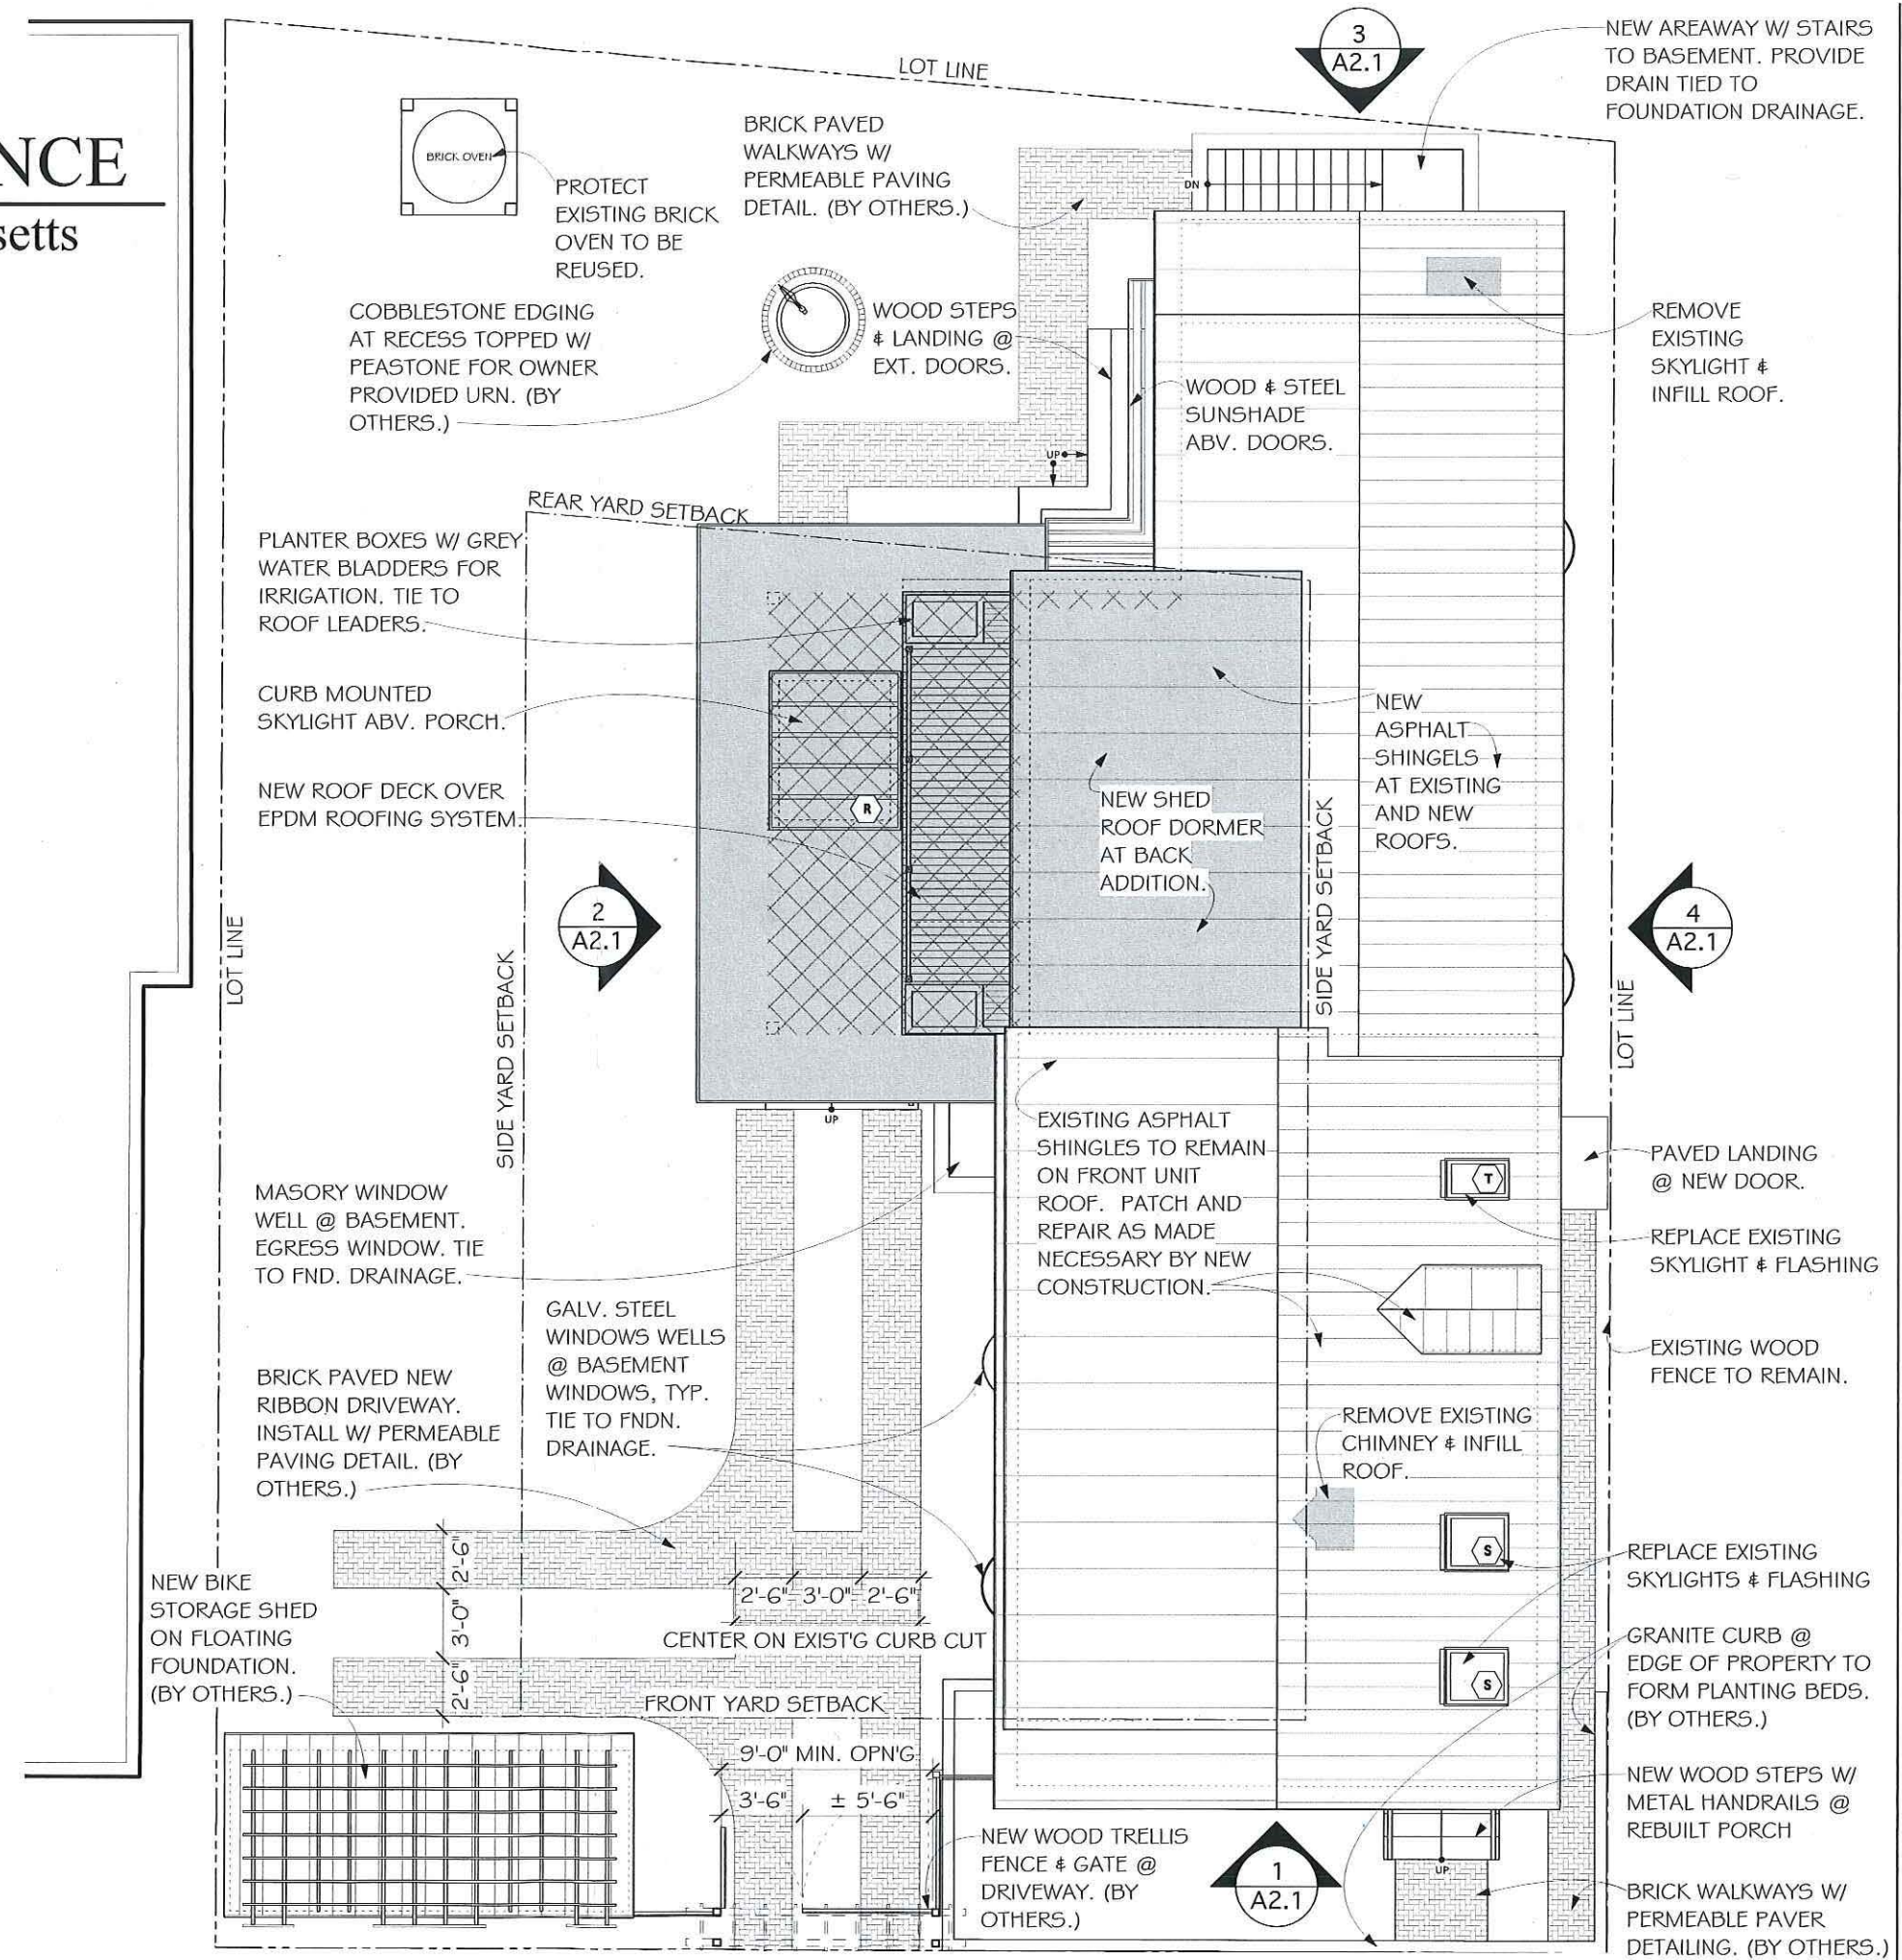 NCE
setts
LOT LINE
3
A2.1
NEW AREAWAY W/ STAIRS
TO BASEMENT. PROVIDE
DRAIN TIED TO
FOUNDATION DRAINAGE.
BRICK OVEN
PROTECT
EXISTING BRICK
OVEN TO BE
REUSED.
BRICK PAVED
WALKWAYS W/
PERMEABLE PAVING
DETAIL. (BY OTHERS.)
DN
COBBLESTONE EDGING
AT RECESS TOPPED W/
PEASTONE FOR OWNER
PROVIDED URN. (BY
OTHERS.)
WOOD STEPS
& LANDING @
EXT. DOORS.
WOOD & STEEL
SUNSHADE
ABV. DOORS.
REMOVE
EXISTING
SKYLIGHT &
INFILL ROOF.
UP
REAR YARD SETBACK
PLANTER BOXES W/ GREY
WATER BLADDERS FOR
IRRIGATION. TIE TO
ROOF LEADERS.
CURB MOUNTED
SKYLIGHT ABV. PORCH.
NEW ROOF DECK OVER
EPDM ROOFING SYSTEM.
R
NEW SHED
ROOF DORMER
AT BACK
ADDITION.
NEW
ASPHALT
SHINGELS
AT EXISTING
AND NEW
ROOFS.
SIDE YARD SETBACK
2
A2.1
4
A2.1
LOT LINE
SIDE YARD SETBACK
LOT LINE
UP
EXISTING ASPHALT
SHINGLES TO REMAIN
ON FRONT UNIT
ROOF. PATCH AND
REPAIR AS MADE
NECESSARY BY NEW
CONSTRUCTION.
T
PAVED LANDING
@ NEW DOOR.
REPLACE EXISTING
SKYLIGHT & FLASHING
MASORY WINDOW
WELL @ BASEMENT.
EGRESS WINDOW. TIE
TO FND. DRAINAGE.
GALV. STEEL
WINDOWS WELLS
@ BASEMENT
WINDOWS, TYP.
TIE TO FNDN.
DRAINAGE.
EXISTING WOOD
FENCE TO REMAIN.
BRICK PAVED NEW
RIBBON DRIVEWAY.
INSTALL W/ PERMEABLE
PAVING DETAIL. (BY
OTHERS.)
REMOVE EXISTING
CHIMNEY & INFILL
ROOF.
S
REPLACE EXISTING
SKYLIGHTS & FLASHING
2'-6"
3'-0"
2'-6"
2'-6" 3'-0" 2'-6"
CENTER ON EXIST'G CURB CUT
NEW BIKE
STORAGE SHED
ON FLOATING
FOUNDATION.
(BY OTHERS.)
S
GRANITE CURB @
EDGE OF PROPERTY TO
FORM PLANTING BEDS.
(BY OTHERS.)
FRONT YARD SETBACK
9'-0" MIN. OPN'G
3'-6" ± 5'-6"
NEW WOOD TRELLIS
FENCE & GATE @
DRIVEWAY. (BY
OTHERS.)
1
A2.1
UP
NEW WOOD STEPS W/
METAL HANDRAILS @
REBUILT PORCH
BRICK WALKWAYS W/
PERMEABLE PAVER
DETAILING. (BY OTHERS.)